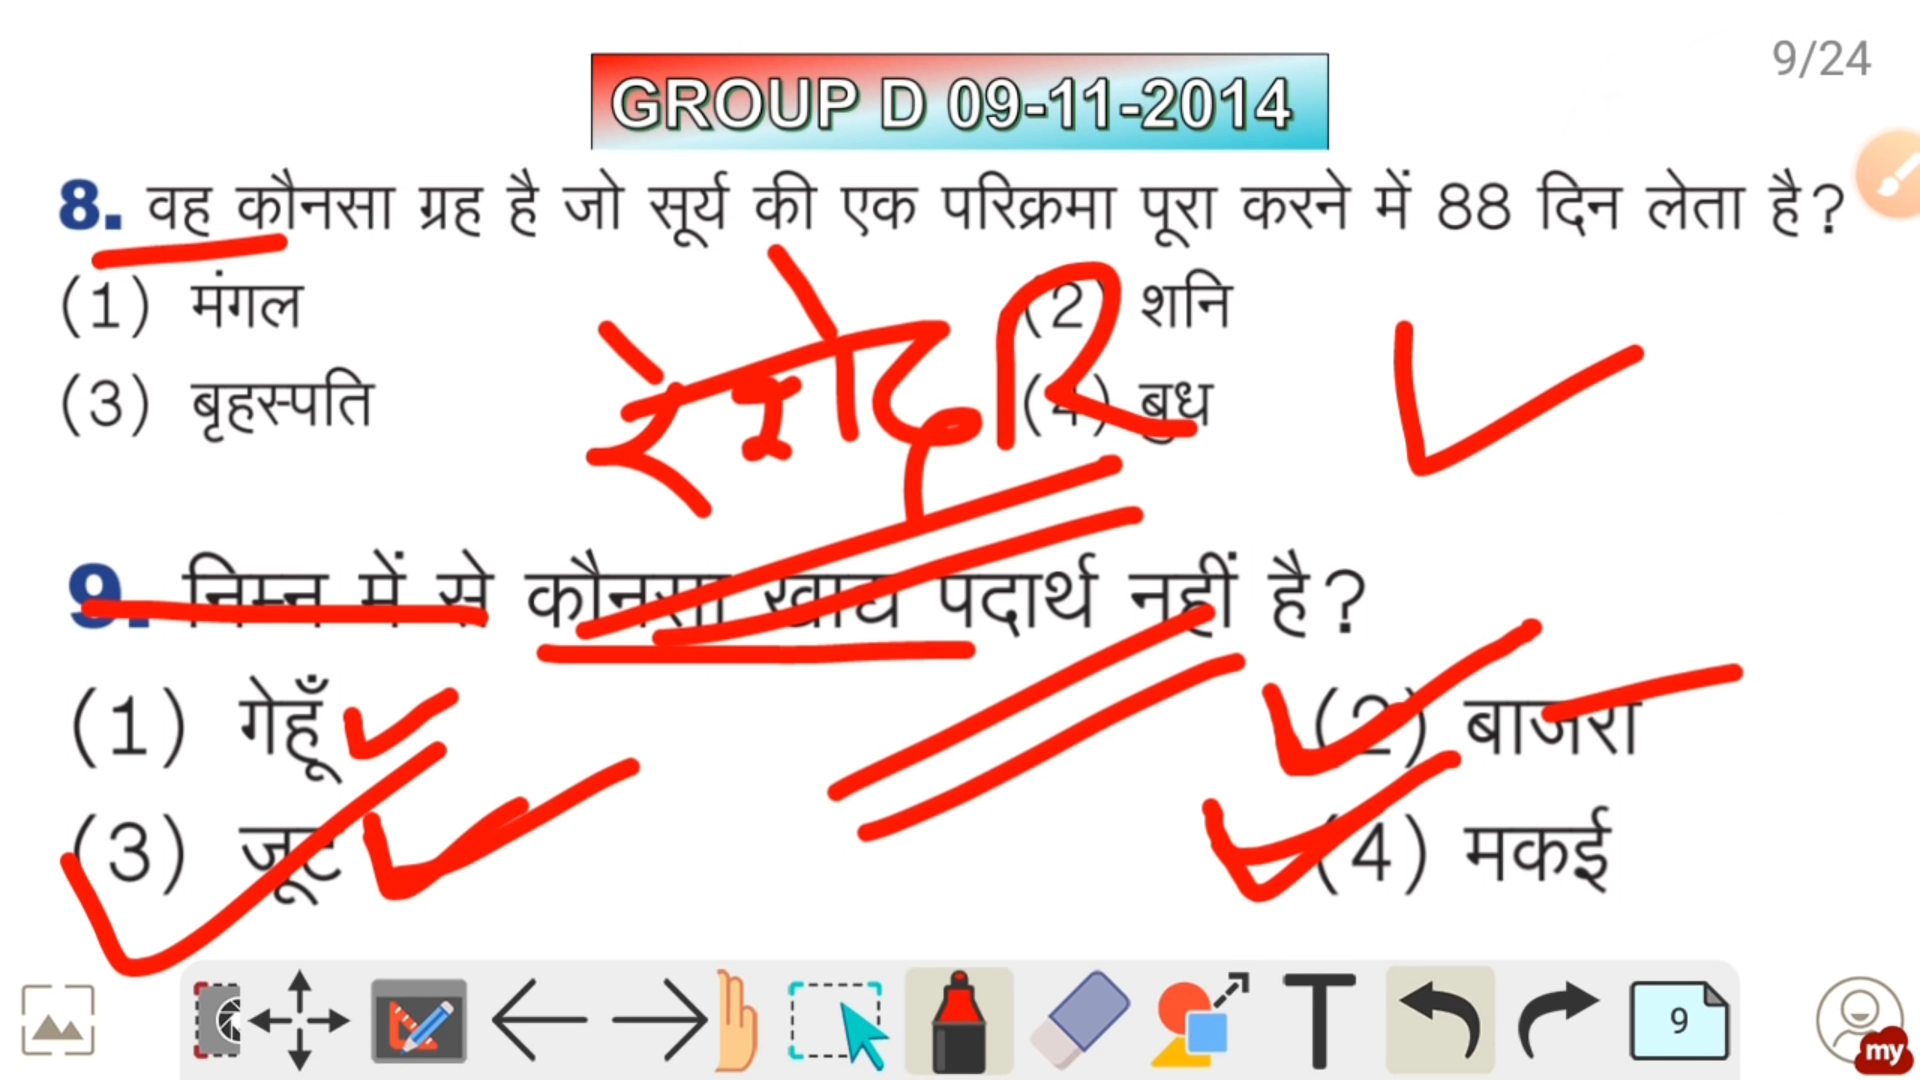 9/24
GROUP D 09-11-2014
8. वह कौनसा ग्रह है जो सूर्य की एक परिक्रमा पूरा करने में 88 दिन लेता है?
(1) मंगल (2) शनि
(3) बृहस्पति (4) बुध
9. निम्न में से कौनसा खाद्य पदार्थ नहीं है?
(1) गेहूँ (2) बाजरा
(3) जूट (4) मकई
T 9 my